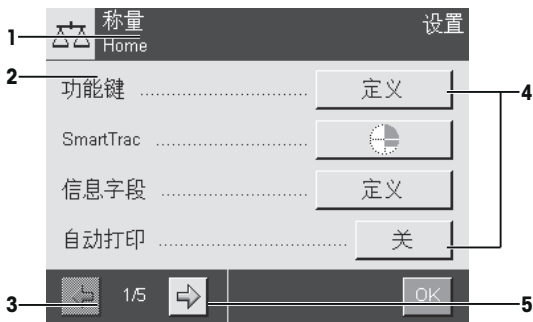 称量
设置
1
Home
2
功能键 ........................ 定义
4
SmartTrac ........................
信息字段 ........................ 定义
自动打印 ........................ 关
3
1/5
OK
5